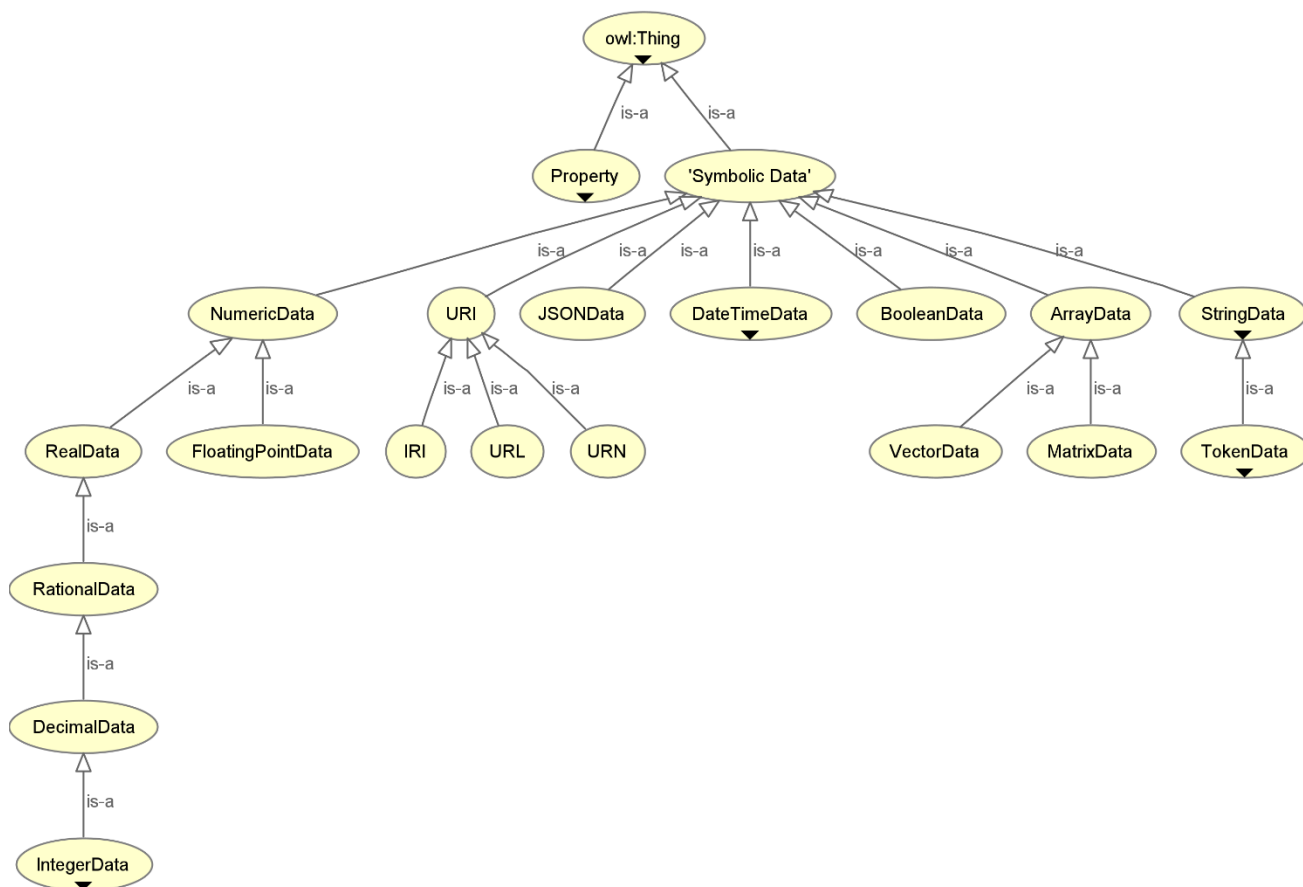 owl:Thing
is-a
is-a
Property
'Symbolic Data'
is-a
is-a
is-a
is-a
is-a
is-a
is-a
NumericData
URI
JSONData
DateTimeData
BooleanData
ArrayData
StringData
is-a
is-a
is-a
is-a
is-a
is-a
is-a
is-a
RealData
FloatingPointData
IRI
URL
URN
VectorData
MatrixData
TokenData
is-a
RationalData
is-a
DecimalData
is-a
IntegerData